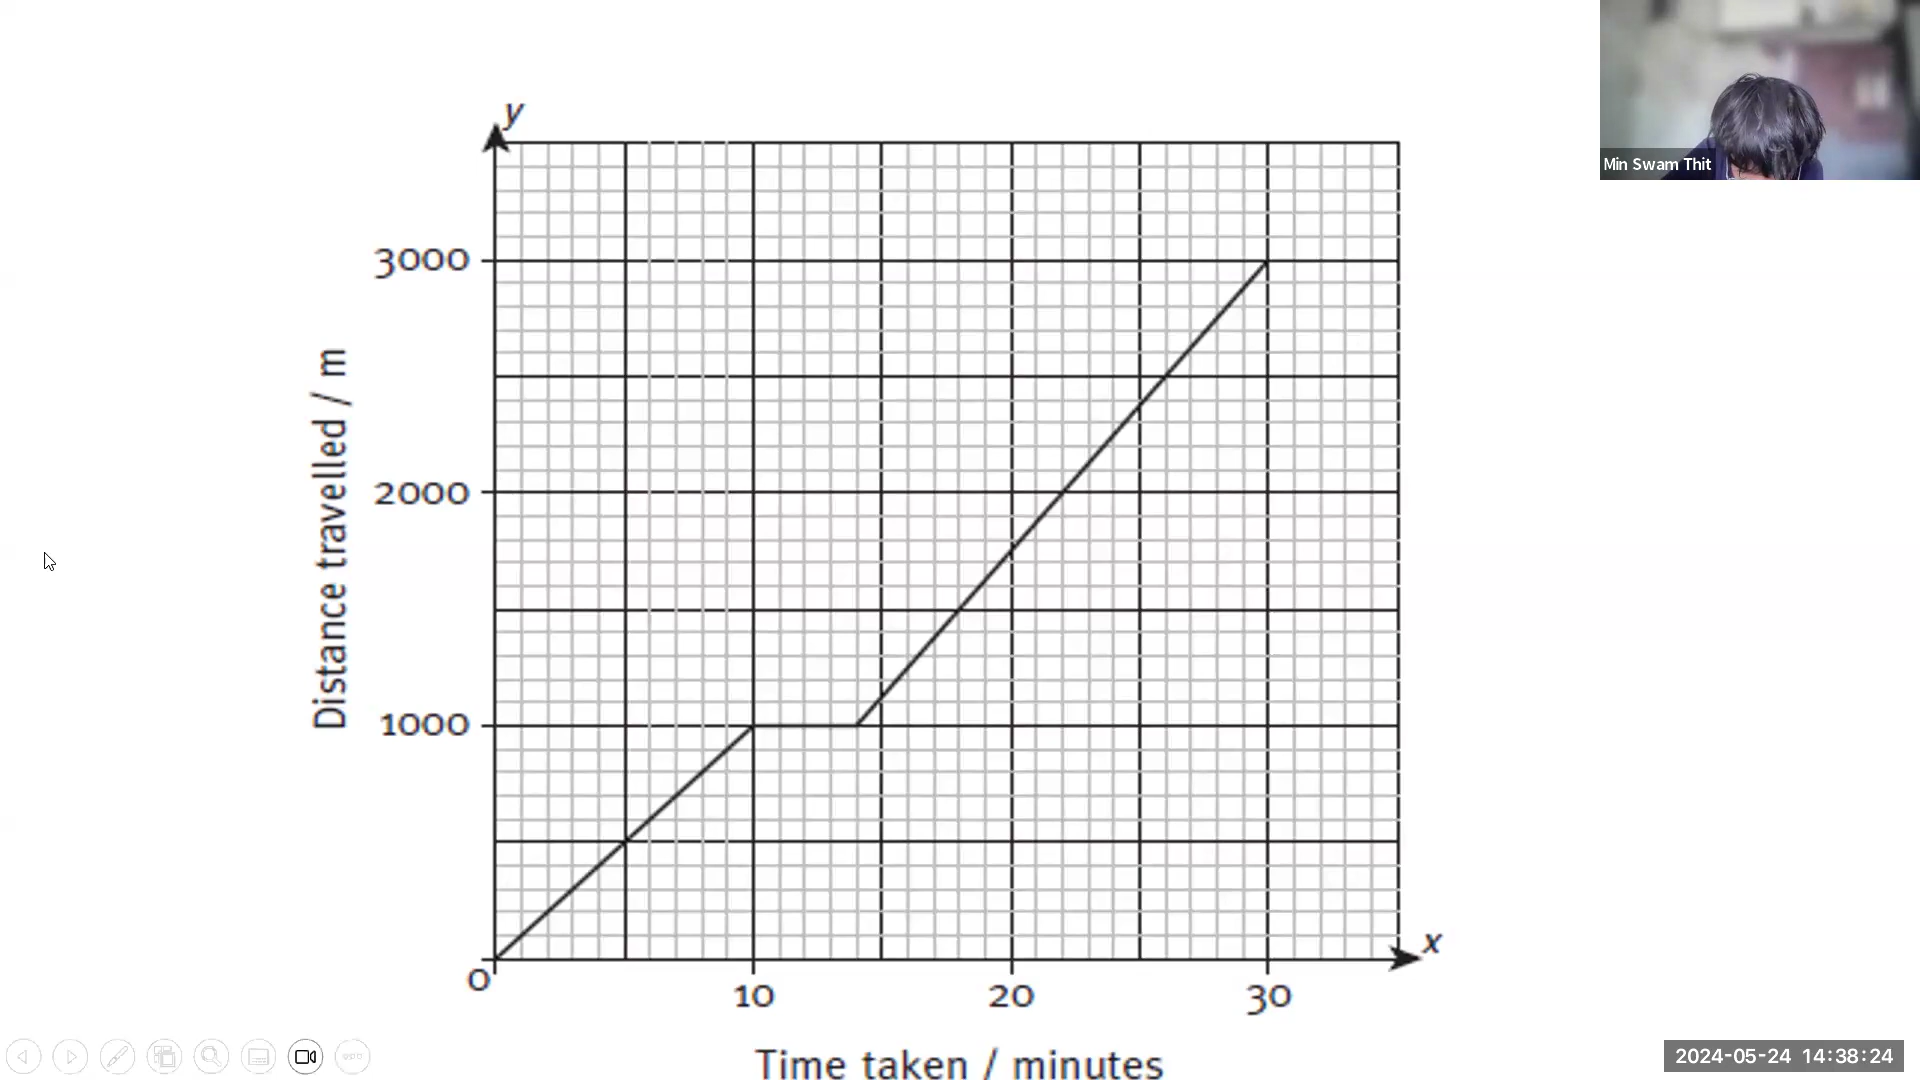 y
Min Swam Thit
3000
2000
Distance travelled / m
1000
x
0
10
20
30
Time taken / minutes
2024-05-24 14:38:24